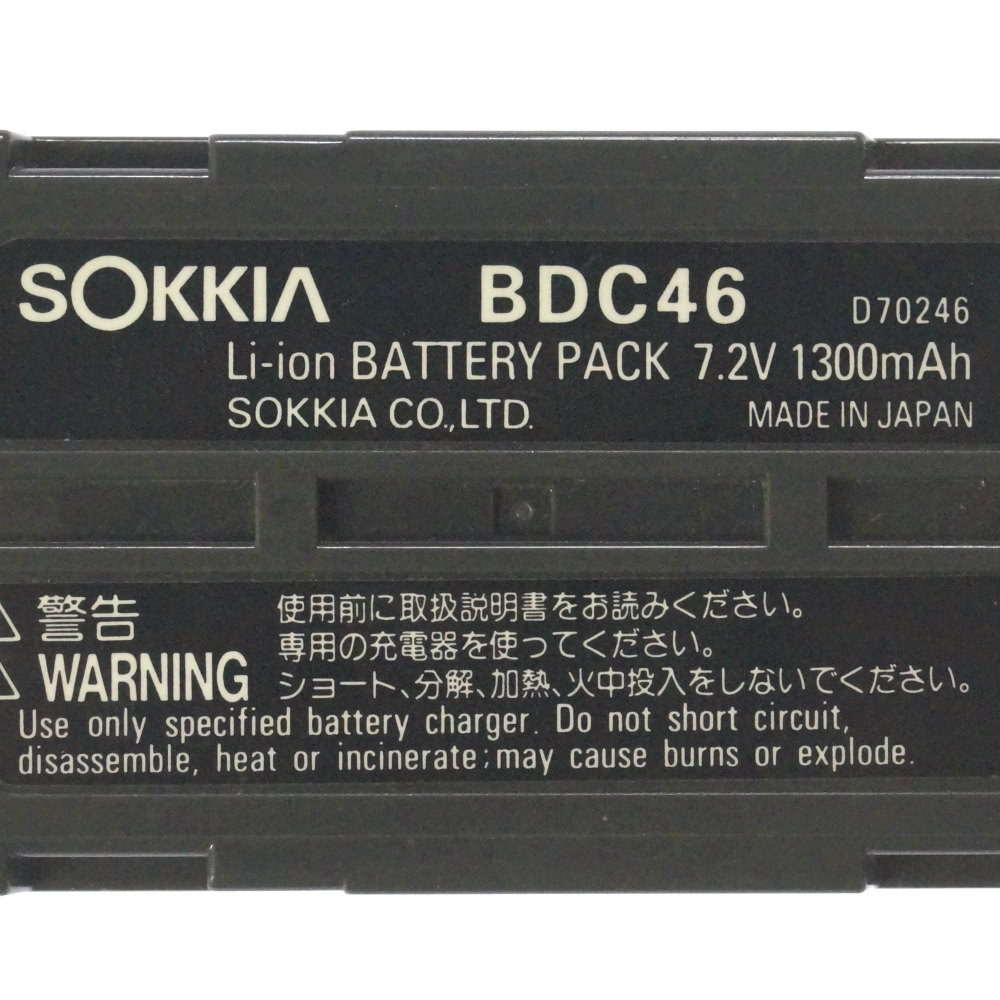 SOKKIA BDC46 D70246
Li-ion BATTERY PACK 7.2V 1300mAh
SOKKIA CO.,LTD. MADE IN JAPAN
警告 使用前に取扱説明書をお読みください。
専用の充電器を使ってください。
WARNING ショート、分解、加熱、火中投入をしないでください。
Use only specified battery charger. Do not short circuit,
disassemble, heat or incinerate;may cause burns or explode.